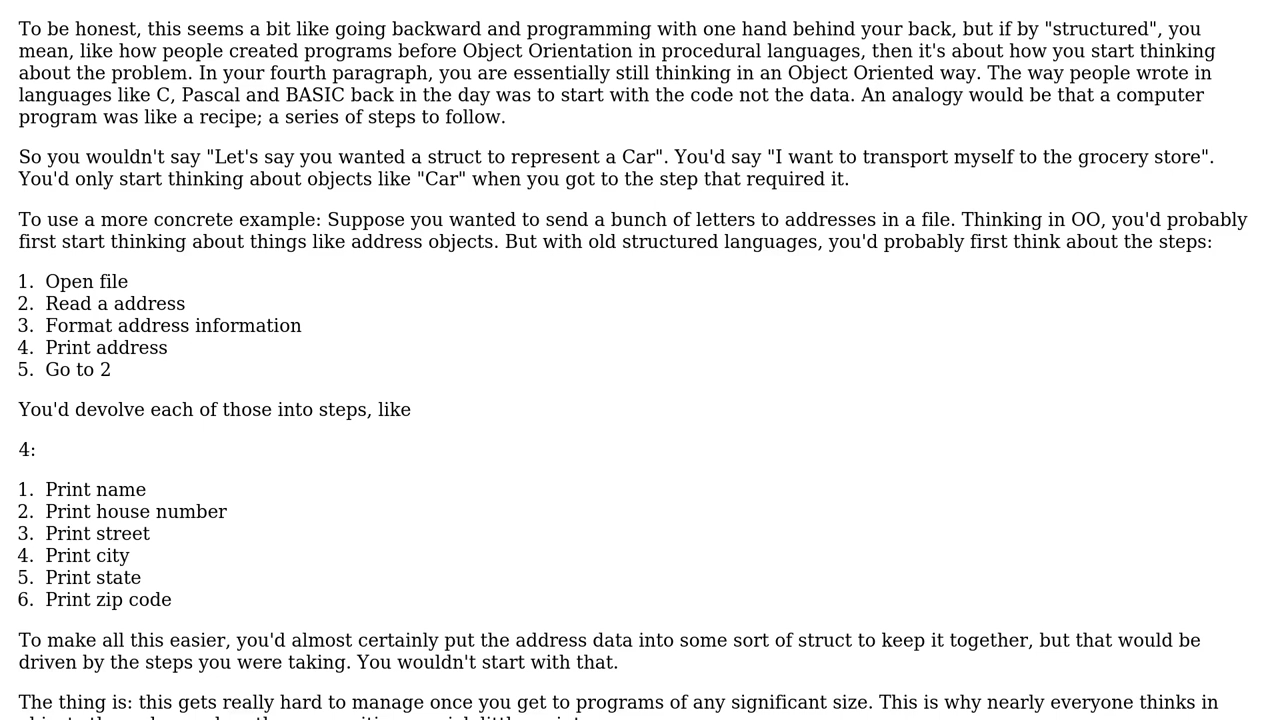 To be honest, this seems a bit like going backward and programming with one hand behind your back, but if by "structured", you
mean, like how people created programs before Object Orientation in procedural languages, then it's about how you start thinking
about the problem. In your fourth paragraph, you are essentially still thinking in an Object Oriented way. The way people wrote in
languages like C, Pascal and BASIC back in the day was to start with the code not the data. An analogy would be that a computer
program was like a recipe; a series of steps to follow.
So you wouldn't say "Let's say you wanted a struct to represent a Car". You'd say "I want to transport myself to the grocery store".
You'd only start thinking about objects like "Car" when you got to the step that required it.
To use a more concrete example: Suppose you wanted to send a bunch of letters to addresses in a file. Thinking in OO, you'd probably
first start thinking about things like address objects. But with old structured languages, you'd probably first think about the steps:
1. Open file
2. Read a address
3. Format address information
4. Print address
5. Go to 2
You'd devolve each of those into steps, like
4:
1. Print name
2. Print house number
3. Print street
4. Print city
5. Print state
6. Print zip code
To make all this easier, you'd almost certainly put the address data into some sort of struct to keep it together, but that would be
driven by the steps you were taking. You wouldn't start with that.
The thing is: this gets really hard to manage once you get to programs of any significant size. This is why nearly everyone thinks in